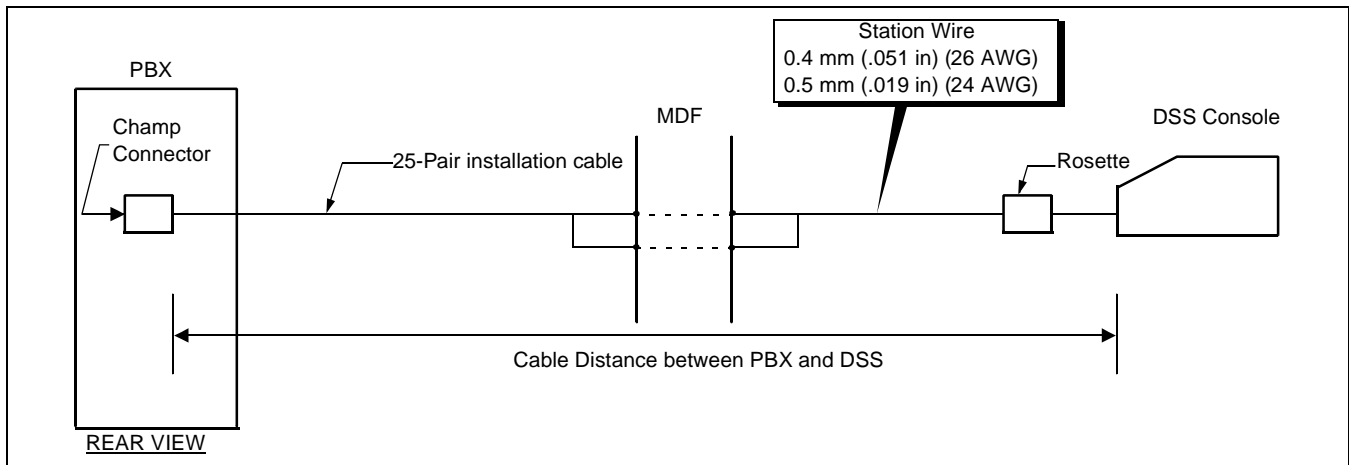 Station Wire
0.4 mm (.051 in) (26 AWG)
0.5 mm (.019 in) (24 AWG)
PBX
MDF
DSS Console
Champ
Connector
25-Pair installation cable
Rosette
Cable Distance between PBX and DSS
REAR VIEW